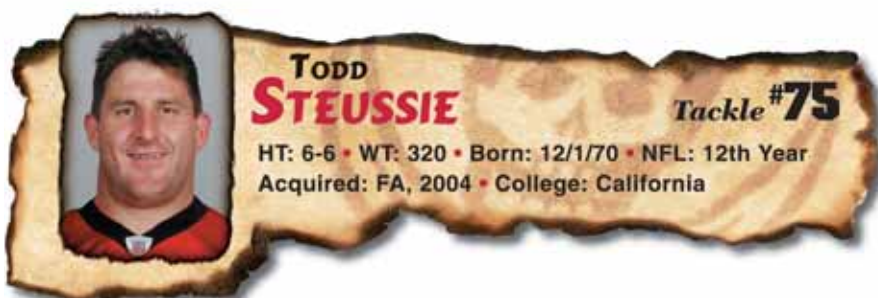 TODD
STEUSSIE
Tackle #75
HT: 6-6 • WT: 320 • Born: 12/1/70 • NFL: 12th Year
Acquired: FA, 2004 • College: California